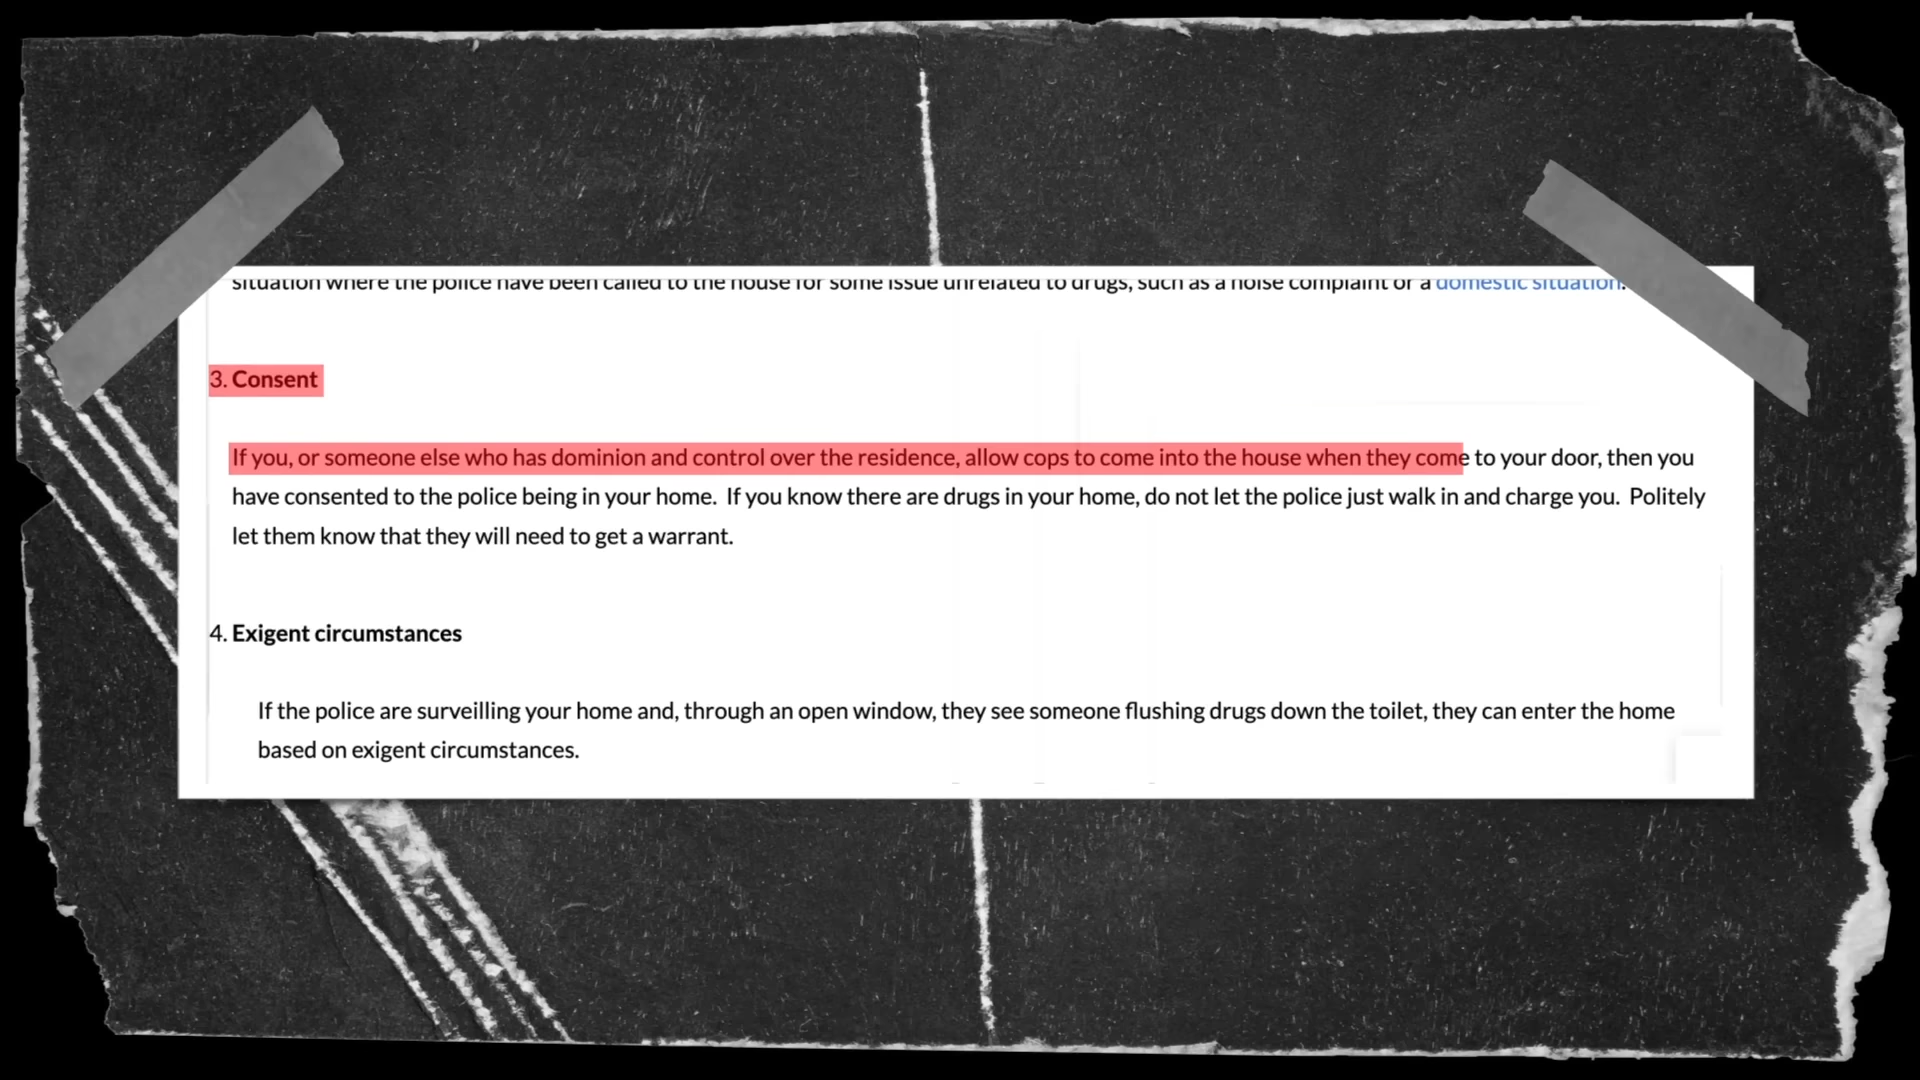 situation where the police have been called to the house for some issue unrelated to drugs, such as a noise complaint or a domestic situation.
3. Consent
If you, or someone else who has dominion and control over the residence, allow cops to come into the house when they come to your door, then you
have consented to the police being in your home.  If you know there are drugs in your home, do not let the police just walk in and charge you.  Politely
let them know that they will need to get a warrant.
4. Exigent circumstances
If the police are surveilling your home and, through an open window, they see someone flushing drugs down the toilet, they can enter the home
based on exigent circumstances.